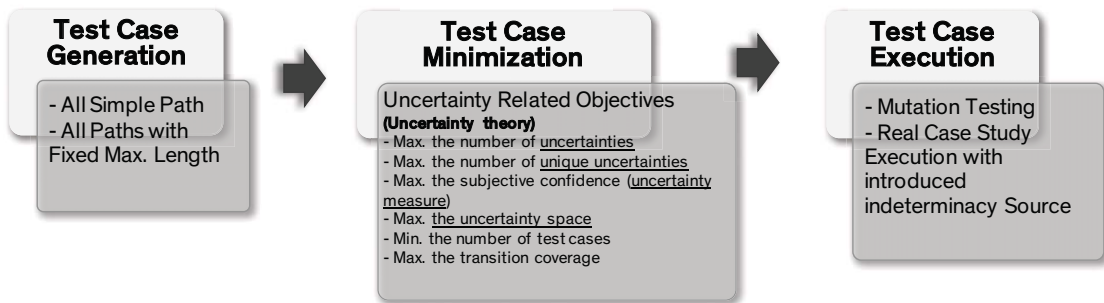 Test Case
Generation
- All Simple Path
- All Paths with
Fixed Max. Length
Test Case
Minimization
Uncertainty Related Objectives
(Uncertainty theory)
- Max. the number of uncertainties
- Max. the number of unique uncertainties
- Max. the subjective confidence (uncertainty
measure)
- Max. the uncertainty space
- Min. the number of test cases
- Max. the transition coverage
Test Case
Execution
- Mutation Testing
- Real Case Study
Execution with
introduced
indeterminacy Source